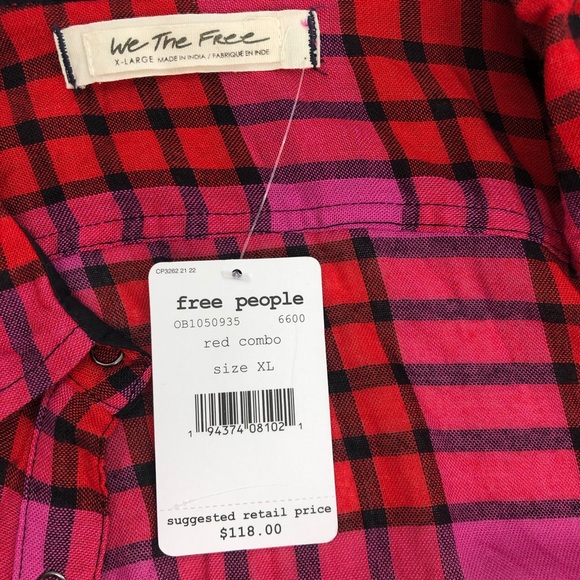 We The Free
X-LARGE MADE IN INDIA / FABRIQUE EN INDE
CP3262 21 22
free people
OB1050935 6600
red combo
size XL
1 94374 08102 1
suggested retail price
$118.00